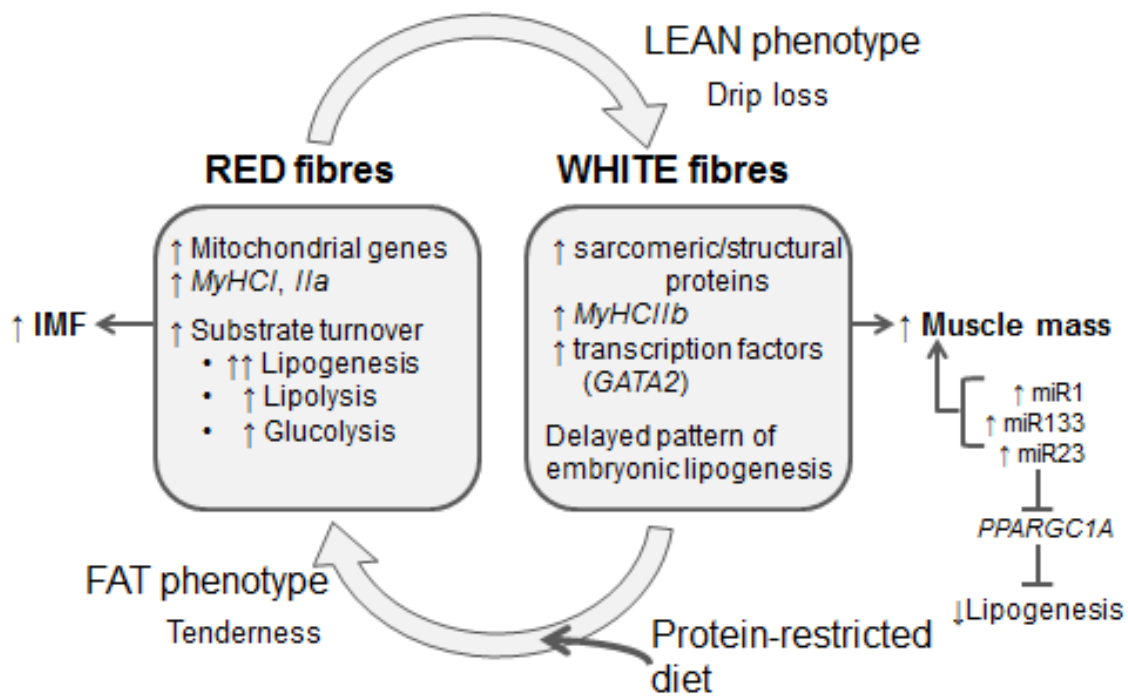 LEAN phenotype
Drip loss
RED fibres
WHITE fibres
↑ Mitochondrial genes
↑ MyHCI, IIa
↑ Substrate turnover
• ↑↑ Lipogenesis
• ↑ Lipolysis
• ↑ Glucolysis
↑ IMF
↑ sarcomeric/structural
proteins
↑ MyHCIIb
↑ transcription factors
(GATA2)
Delayed pattern of
embryonic lipogenesis
↑ Muscle mass
↑ miR1
↑ miR133
↑ miR23
PPARGC1A
↓Lipogenesis
FAT phenotype
Tenderness
Protein-restricted
diet